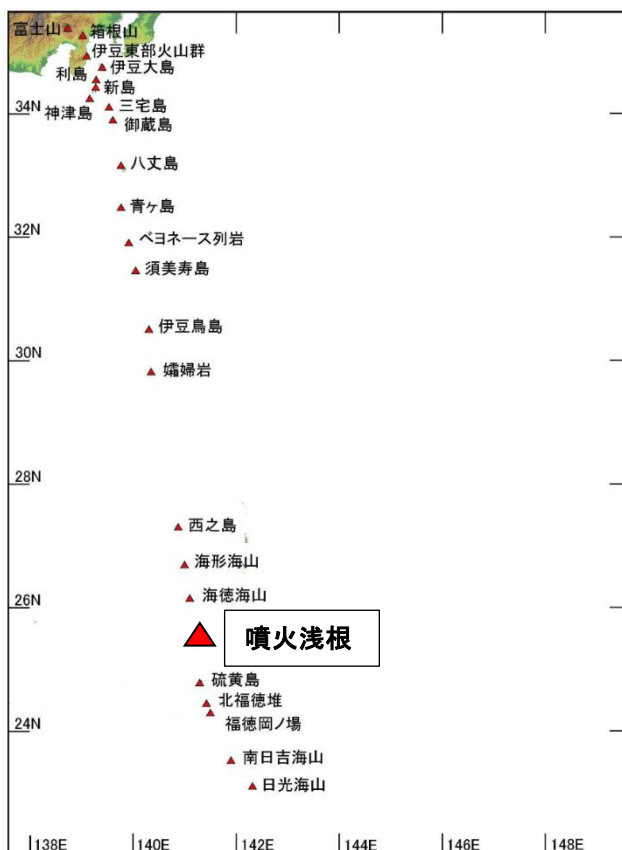 富士山
箱根山
伊豆東部火山群
伊豆大島
利島
新島
神津島
三宅島
御蔵島
34N
八丈島
青ヶ島
32N
ベヨネース列岩
須美寿島
伊豆鳥島
30N
孀婦岩
28N
西之島
海形海山
海徳海山
26N
噴火浅根
硫黄島
北福徳堆
福徳岡ノ場
24N
南日吉海山
日光海山
138E 140E 142E 144E 146E 148E